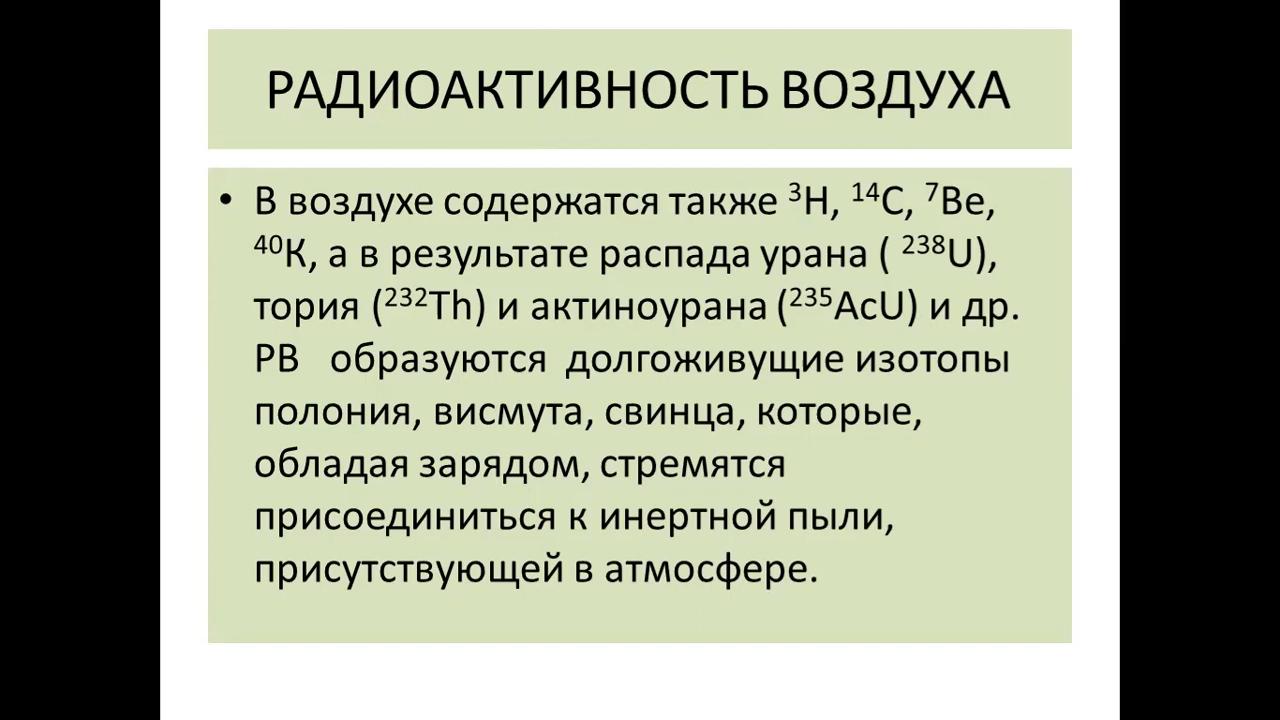 РАДИОАКТИВНОСТЬ ВОЗДУХА
• В воздухе содержатся также ³H, ¹⁴C, ⁷Be,
⁴⁰К, а в результате распада урана ( ²³⁸U),
тория (²³²Th) и актиноурана (²³⁵AcU) и др.
РВ образуются долгоживущие изотопы
полония, висмута, свинца, которые,
обладая зарядом, стремятся
присоединиться к инертной пыли,
присутствующей в атмосфере.